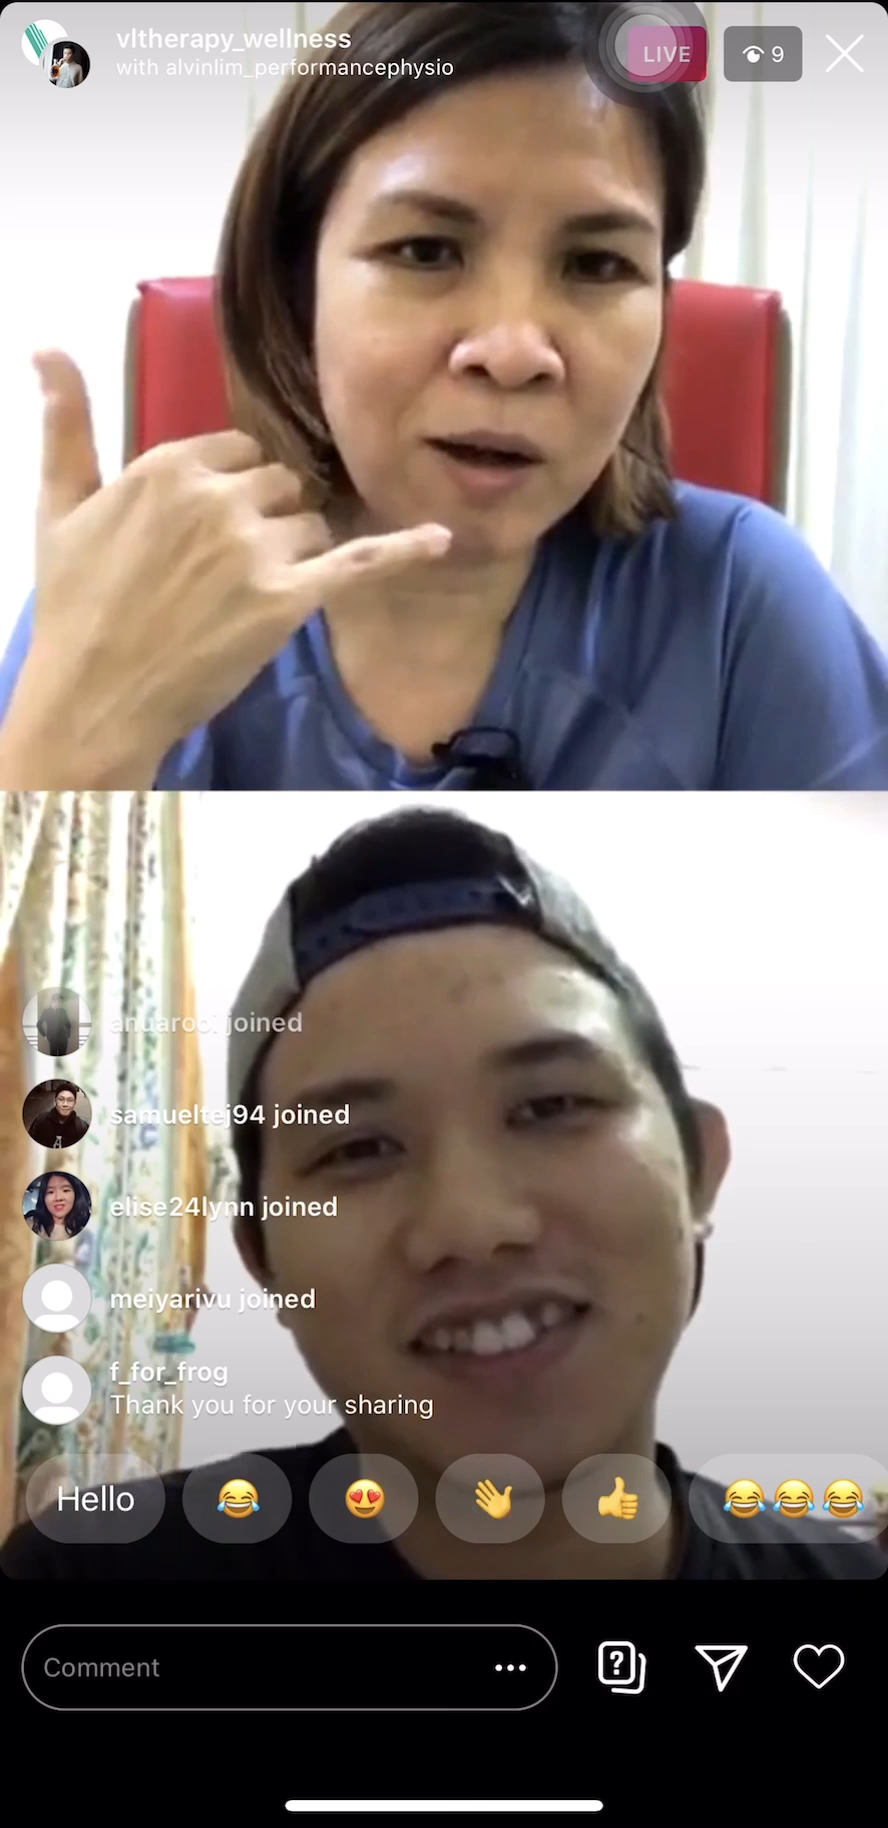 vltherapy_wellness
with alvinlim_performancephysio
LIVE
9
anuarooi joined
samueltej94 joined
elise24lynn joined
meiyarivu joined
f_for_frog
Thank you for your sharing
Hello
Comment